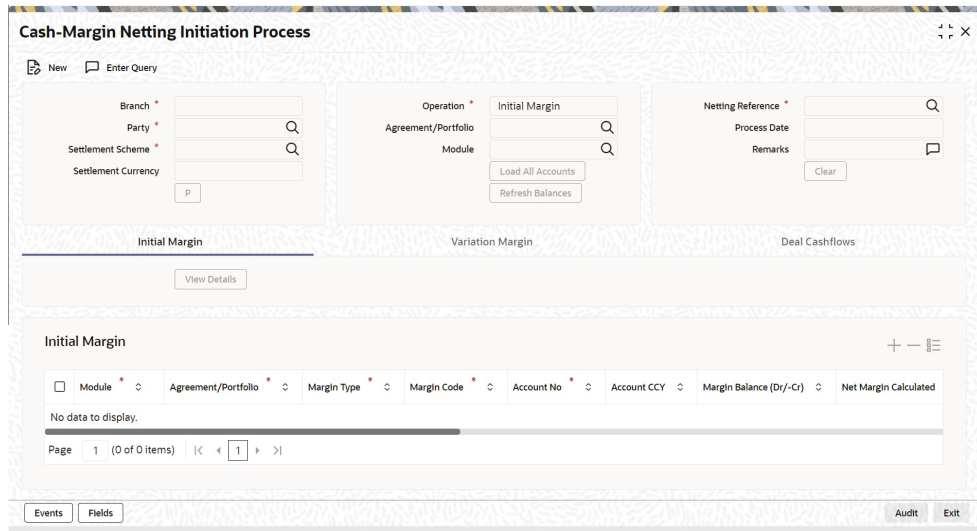 Cash-Margin Netting Initiation Process
New Enter Query
Branch * Operation * Initial Margin Netting Reference *
Party * Agreement/Portfolio Process Date
Settlement Scheme * Module Remarks
Settlement Currency Load All Accounts Clear
P Refresh Balances
Initial Margin Variation Margin Deal Cashflows
View Details
Initial Margin
Module * Agreement/Portfolio * Margin Type * Margin Code * Account No * Account CCY Margin Balance (Dr/-Cr) Net Margin Calculated
No data to display.
Page 1 (0 of 0 items) 1
Events Fields Audit Exit